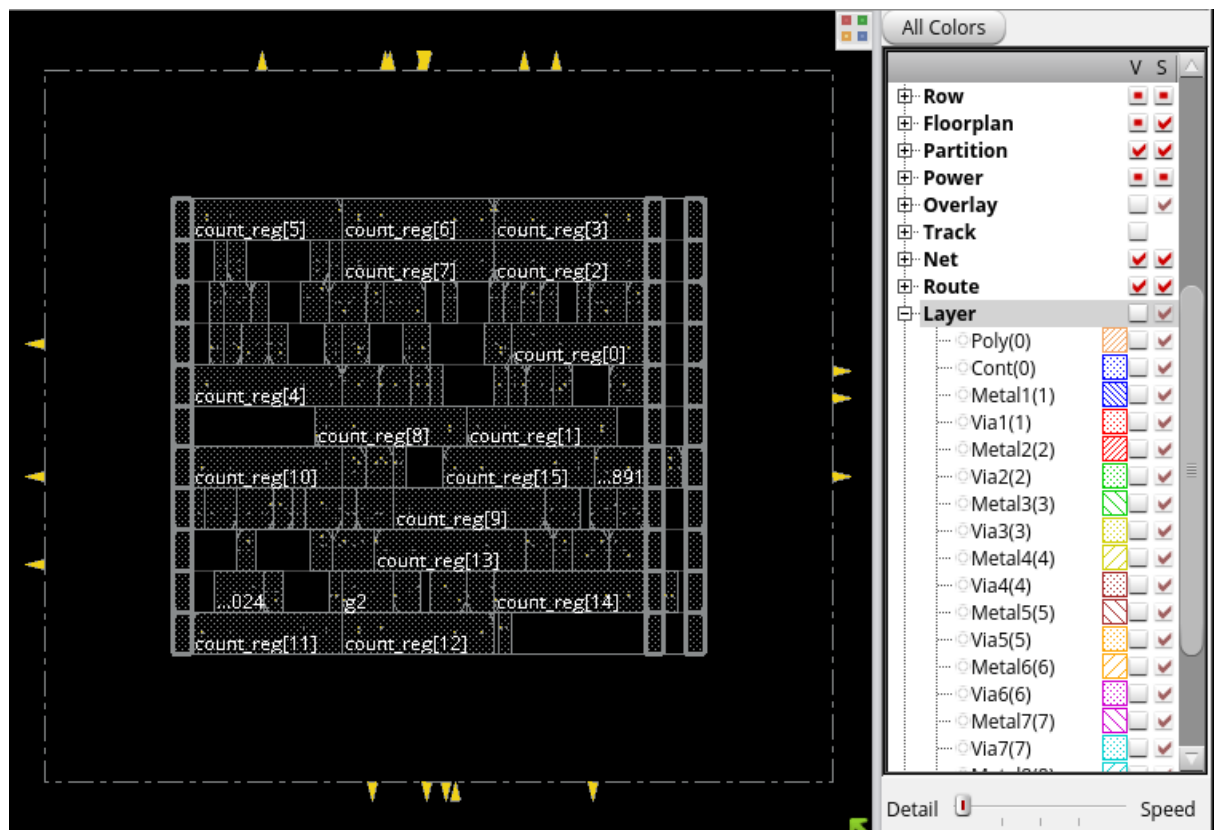 All Colors
V S
Row
Floorplan
Partition
Power
Overlay
Track
Net
Route
Layer
Poly(0)
Cont(0)
Metal1(1)
Via1(1)
Metal2(2)
Via2(2)
Metal3(3)
Via3(3)
Metal4(4)
Via4(4)
Metal5(5)
Via5(5)
Metal6(6)
Via6(6)
Metal7(7)
Via7(7)
Detail Speed
count_reg[5] count_reg[6] count_reg[3]
count_reg[7] count_reg[2]
count_reg[0]
count_reg[4]
count_reg[8] count_reg[1]
count_reg[10] count_reg[15] ...891
count_reg[9]
count_reg[13]
...024 g2 count_reg[14]
count_reg[11] count_reg[12]